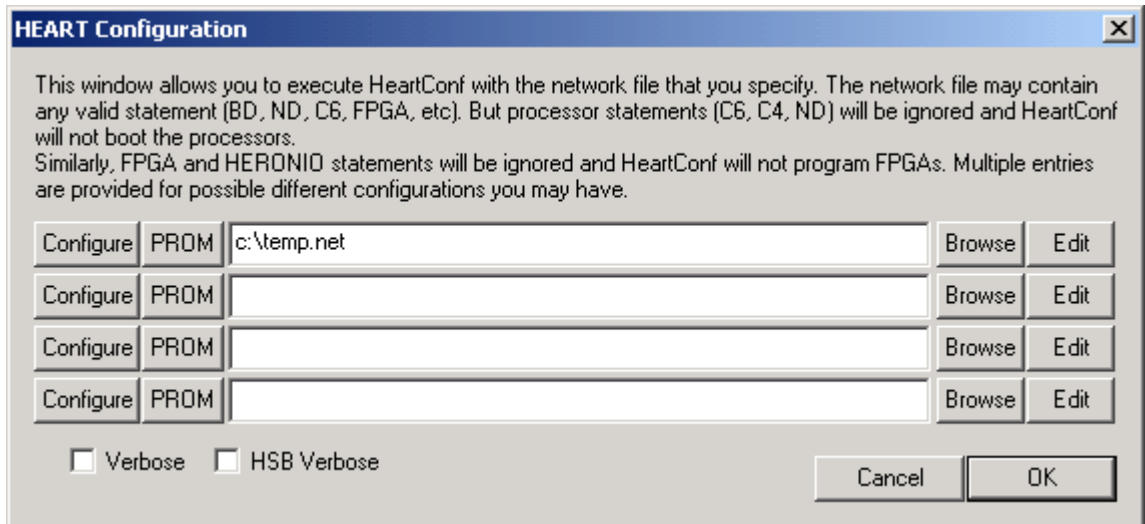 HEART Configuration
This window allows you to execute HeartConf with the network file that you specify. The network file may contain
any valid statement (BD, ND, C6, FPGA, etc). But processor statements (C6, C4, ND) will be ignored and HeartConf
will not boot the processors.
Similarly, FPGA and HERONIO statements will be ignored and HeartConf will not program FPGAs. Multiple entries
are provided for possible different configurations you may have.
Configure PROM c:\temp.net Browse Edit
Configure PROM Browse Edit
Configure PROM Browse Edit
Configure PROM Browse Edit
Verbose HSB Verbose
Cancel OK